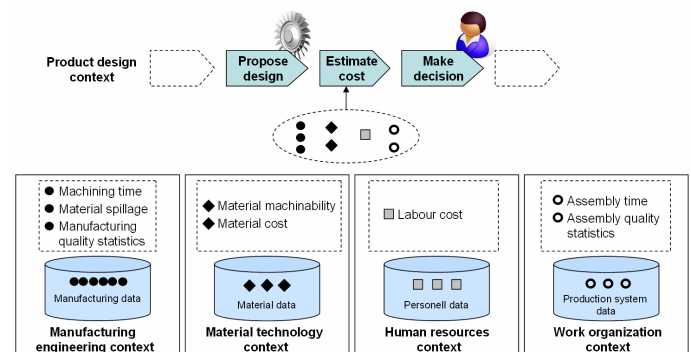 Product design
context
Propose
design
Estimate
cost
Make
decision
Machining time
Material spillage
Manufacturing
quality statistics
Manufacturing data
Manufacturing
engineering context
Material machinability
Material cost
Material data
Material technology
context
Labour cost
Personell data
Human resources
context
Assembly time
Assembly quality
statistics
Production system
data
Work organization
context